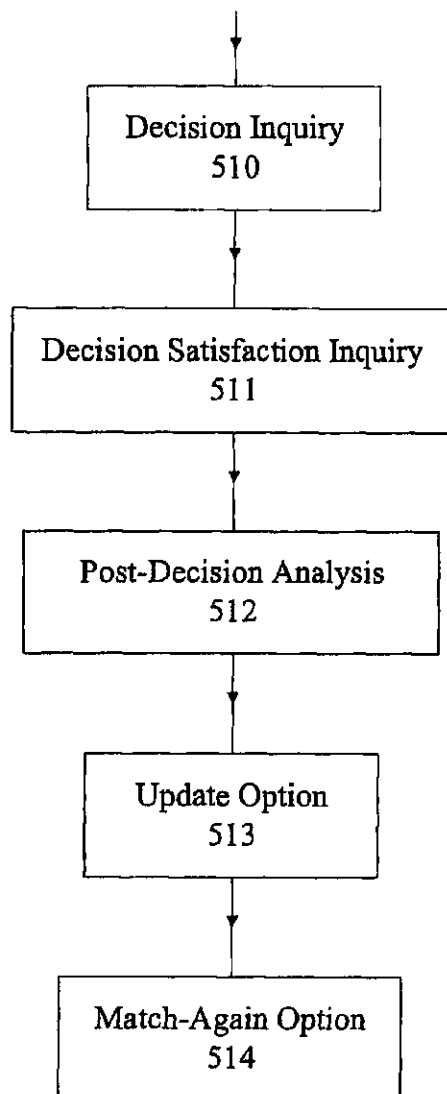 Decision Inquiry
510
Decision Satisfaction Inquiry
511
Post-Decision Analysis
512
Update Option
513
Match-Again Option
514